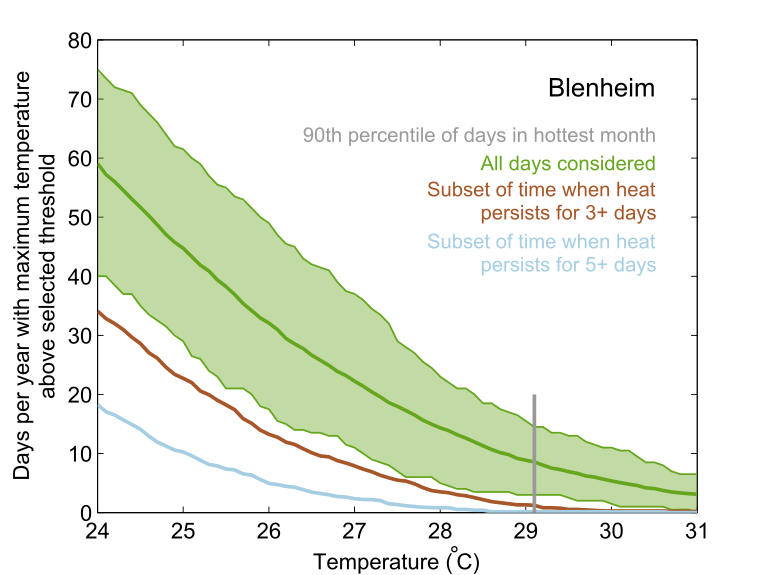 Blenheim
90th percentile of days in hottest month
All days considered
Subset of time when heat
persists for 3+ days
Subset of time when heat
persists for 5+ days
Days per year with maximum temperature
above selected threshold
80
70
60
50
40
30
20
10
0
24 25 26 27 28 29 30 31
Temperature (°C)